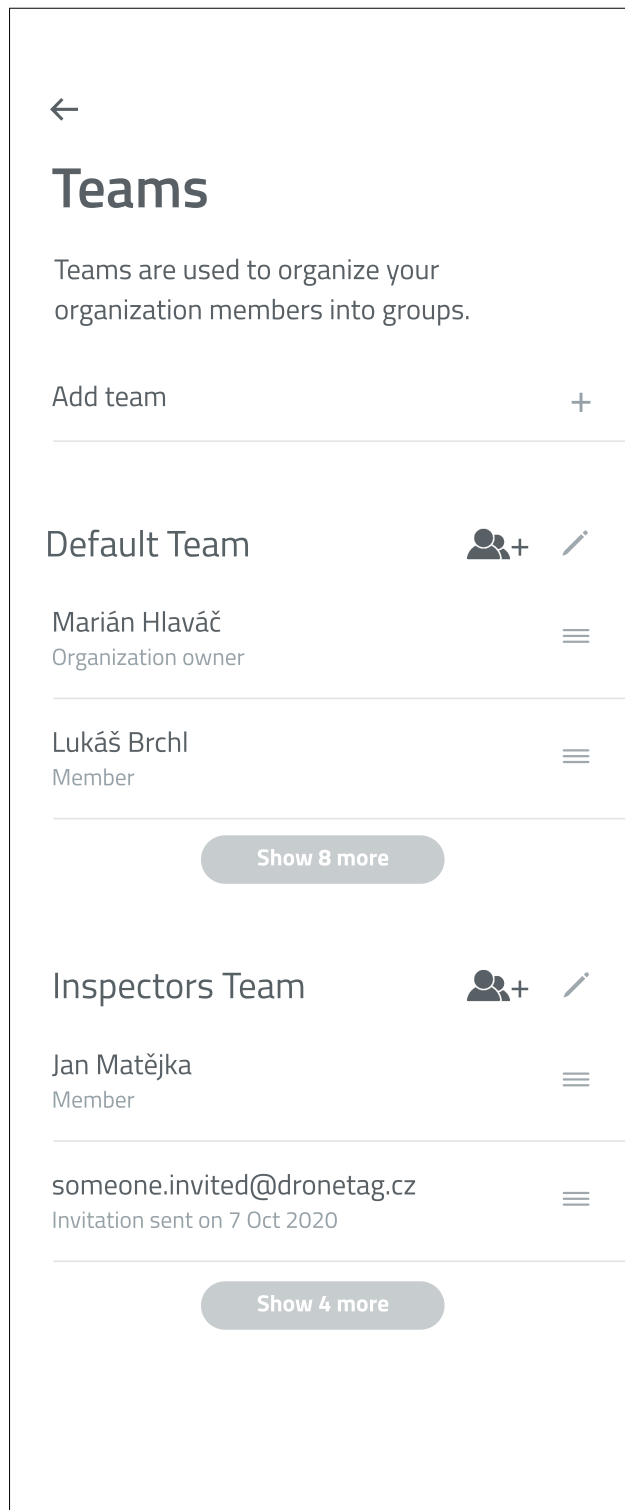 Teams
Teams are used to organize your
organization members into groups.
Add team
Default Team
Marián Hlaváč
Organization owner
Lukáš Brchl
Member
Show 8 more
Inspectors Team
Jan Matějka
Member
someone.invited@dronetag.cz
Invitation sent on 7 Oct 2020
Show 4 more